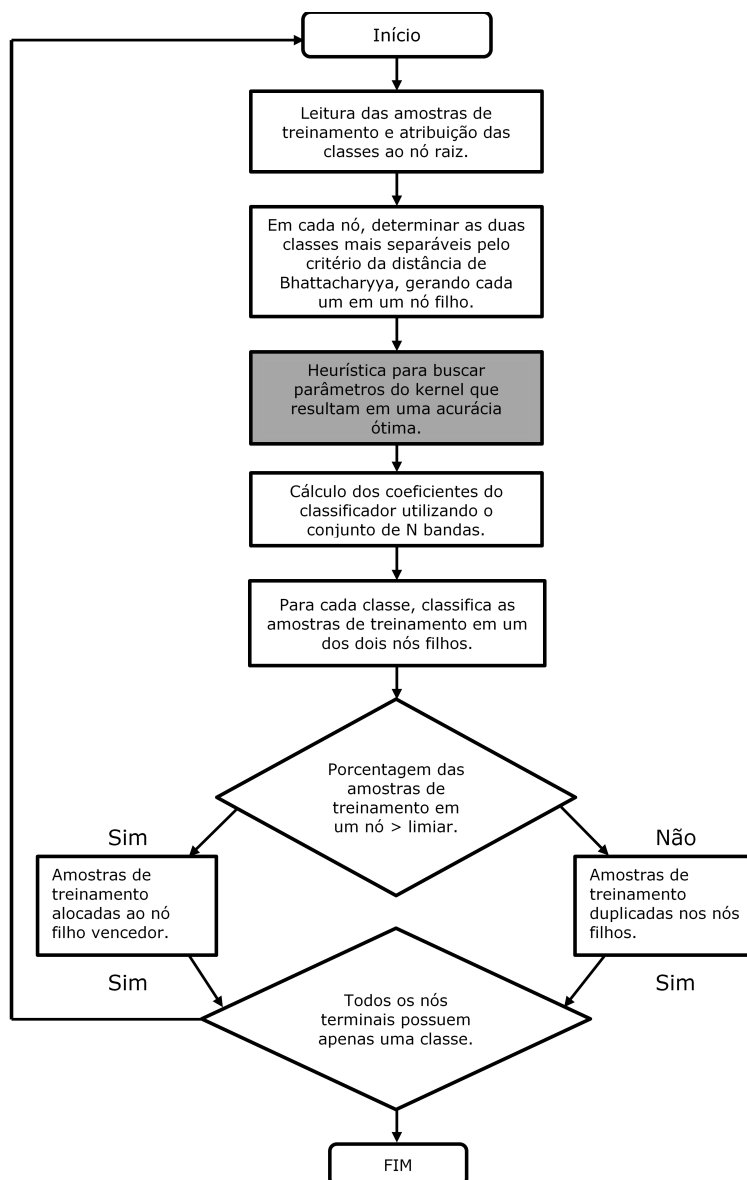 Início
Leitura das amostras de
treinamento e atribuição das
classes ao nó raiz.
Em cada nó, determinar as duas
classes mais separáveis pelo
critério da distância de
Bhattacharyya, gerando cada
um em um nó filho.
Heurística para buscar
parâmetros do kernel que
resultam em uma acurácia
ótima.
Cálculo dos coeficientes do
classificador utilizando o
conjunto de N bandas.
Para cada classe, classifica as
amostras de treinamento em um
dos dois nós filhos.
Porcentagem das
amostras de
treinamento em
um nó > limiar.
Sim
Não
Amostras de
treinamento
alocadas ao nó
filho vencedor.
Amostras de
treinamento
duplicadas nos nós
filhos.
Sim
Sim
Todos os nós
terminais possuem
apenas uma classe.
FIM